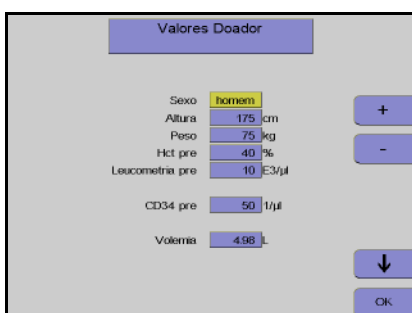 Valores Doador
Sexo homem
Altura 175 cm
Peso 75 kg
Hct pre 40 %
Leucometria pre 10 E3/µl
CD34 pre 50 1/µl
Volemia 4.98 L
+
-
↓
OK